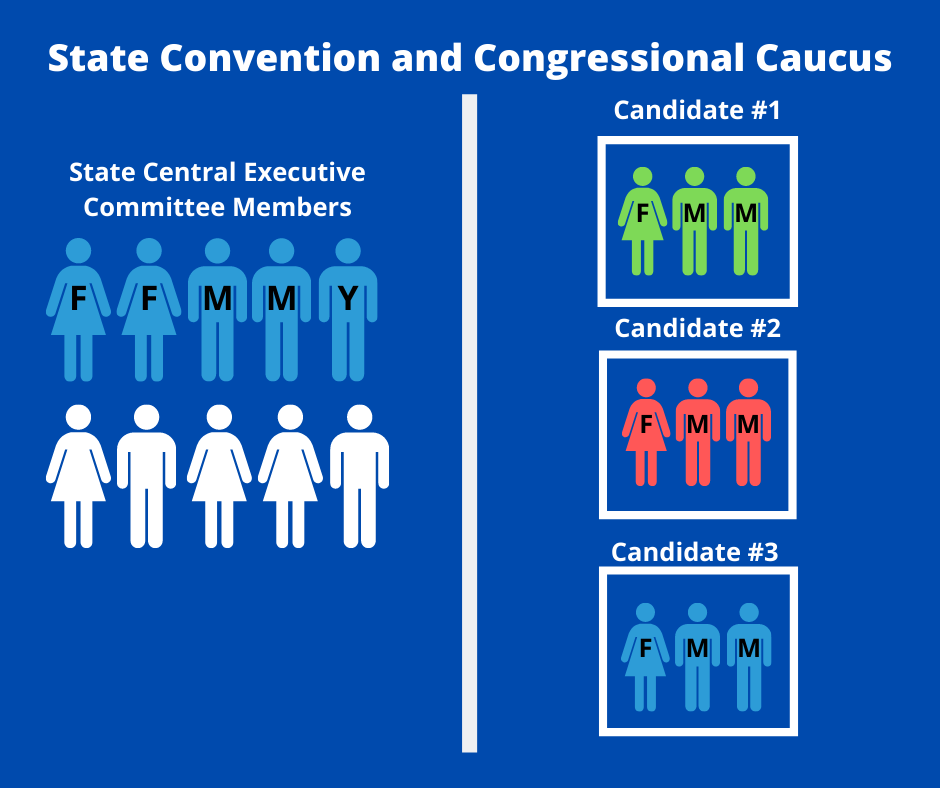 State Convention and Congressional Caucus
State Central Executive
Committee Members
F F M M Y
Candidate #1
F M M
Candidate #2
F M M
Candidate #3
F M M